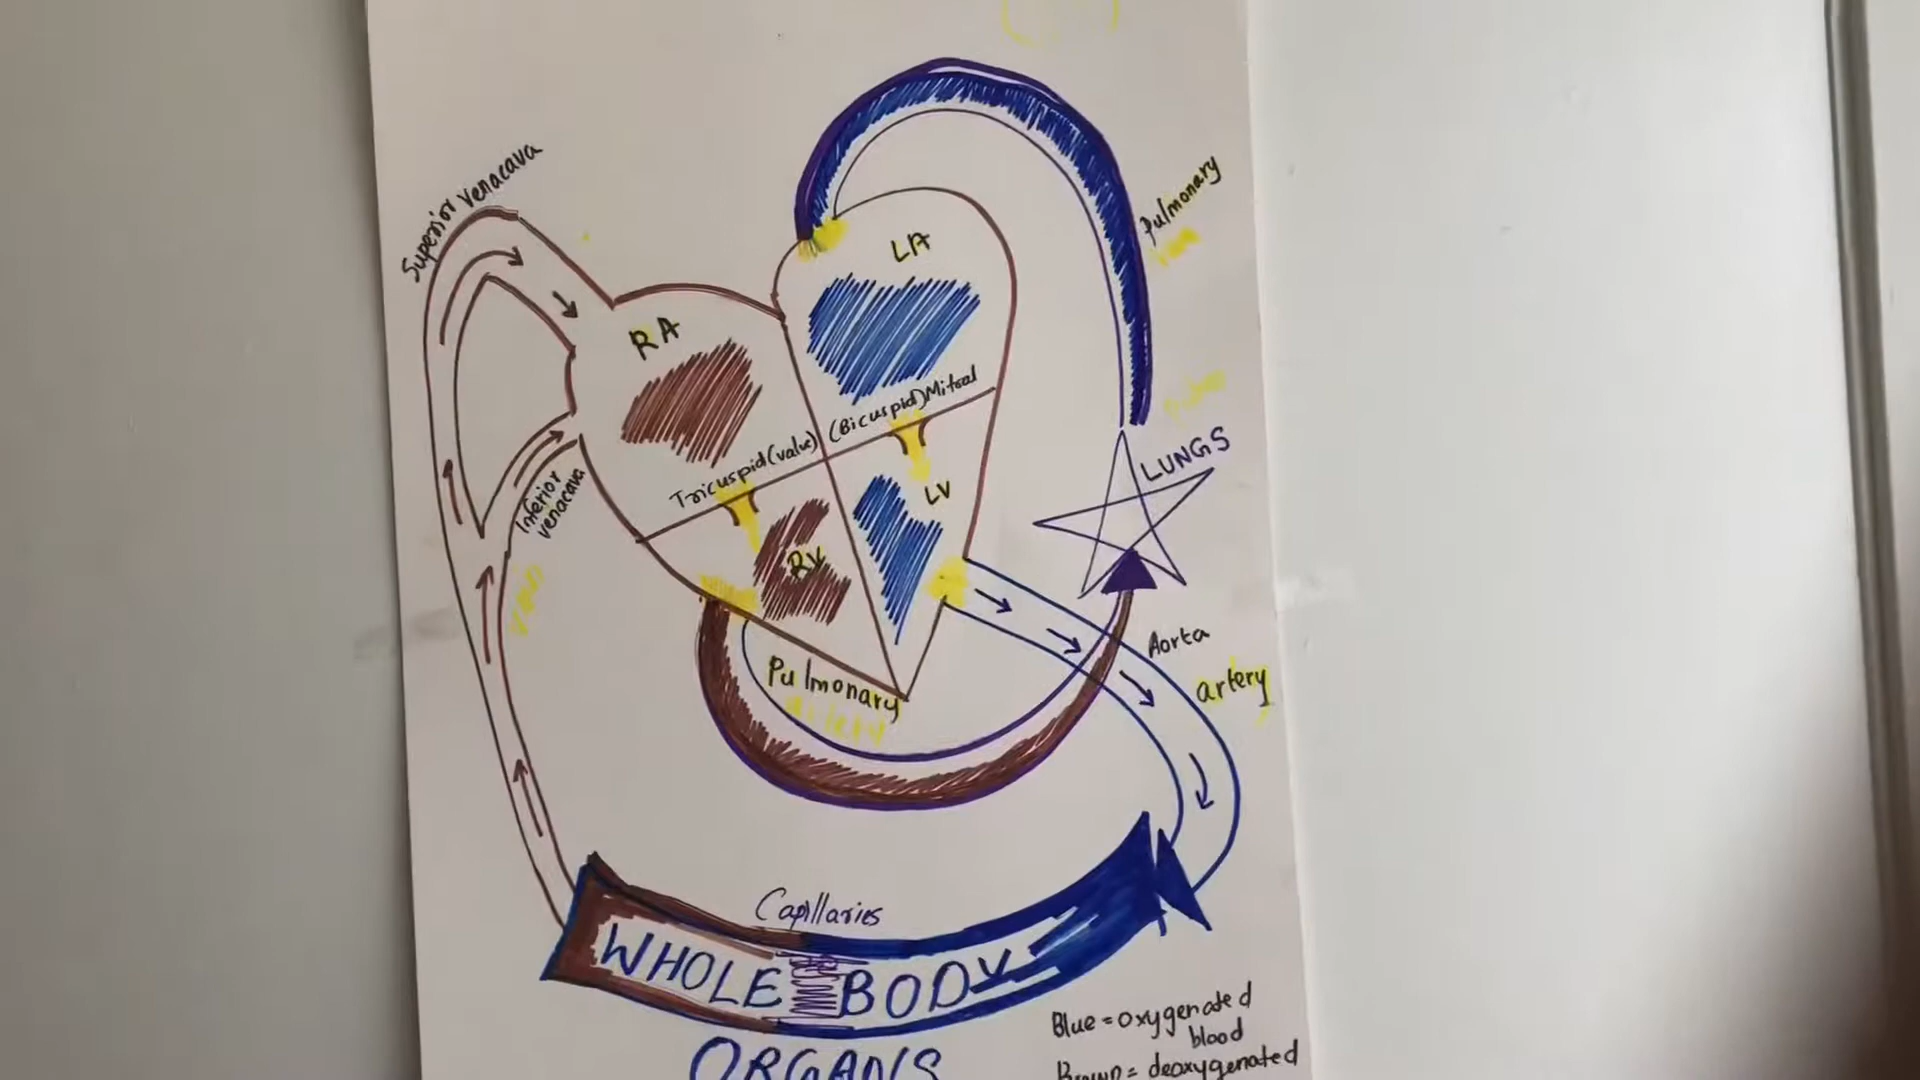 Superior Venacava
Pulmonary
LA
RA
(Bicuspid) Mitral
Tricuspid (valve)
LUNGS
LV
Inferior
venacava
RV
Aorta
artery
Pulmonary
artery
Capillaries
WHOLE BODY
ORGANS
Blue = oxygenated
blood
Brown = deoxygenated